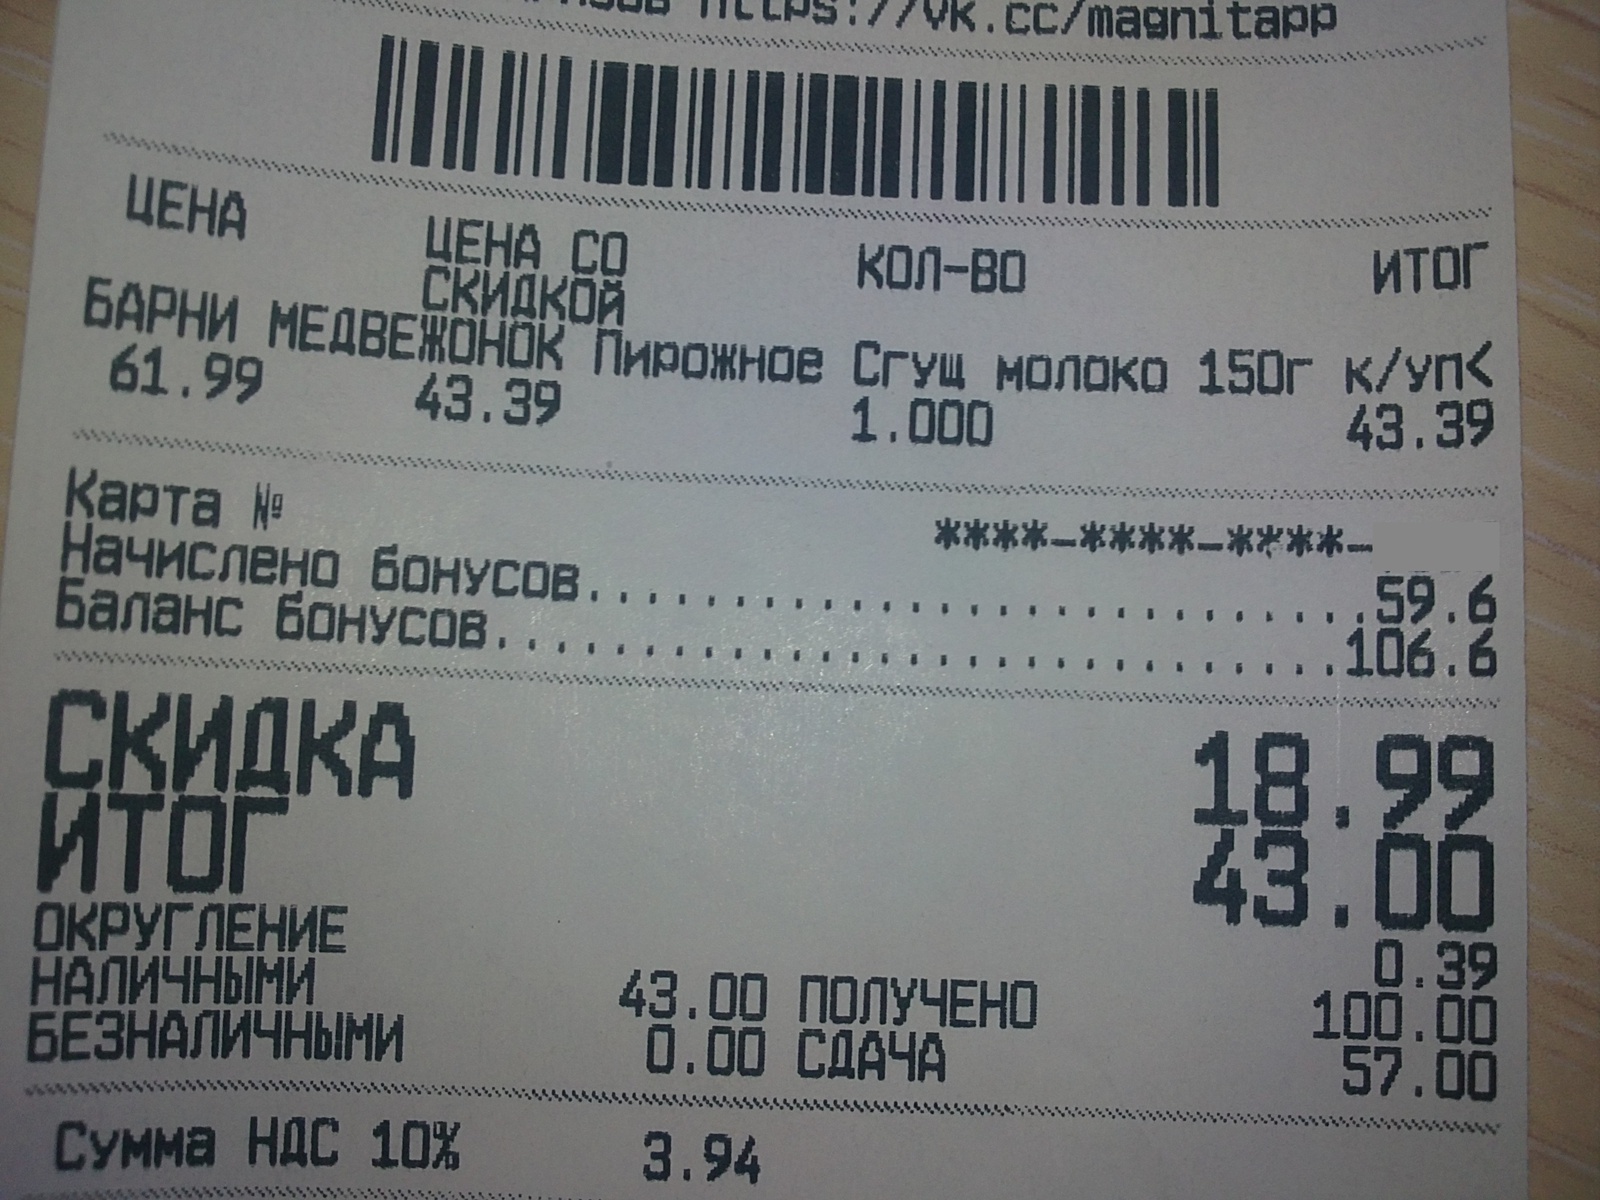 https://vk.cc/magnitapp
ЦЕНА ЦЕНА СО СКИДКОЙ КОЛ-ВО ИТОГ
БАРНИ МЕДВЕЖОНОК Пирожное Сгущ молоко 150г к/уп<
61.99 43.39 1.000 43.39
Карта № ****-****-****-
Начислено бонусов..........................59.6
Баланс бонусов.............................106.6
СКИДКА 18.99
ИТОГ 43.00
ОКРУГЛЕНИЕ 0.39
НАЛИЧНЫМИ 43.00 ПОЛУЧЕНО 100.00
БЕЗНАЛИЧНЫМИ 0.00 СДАЧА 57.00
Сумма НДС 10% 3.94